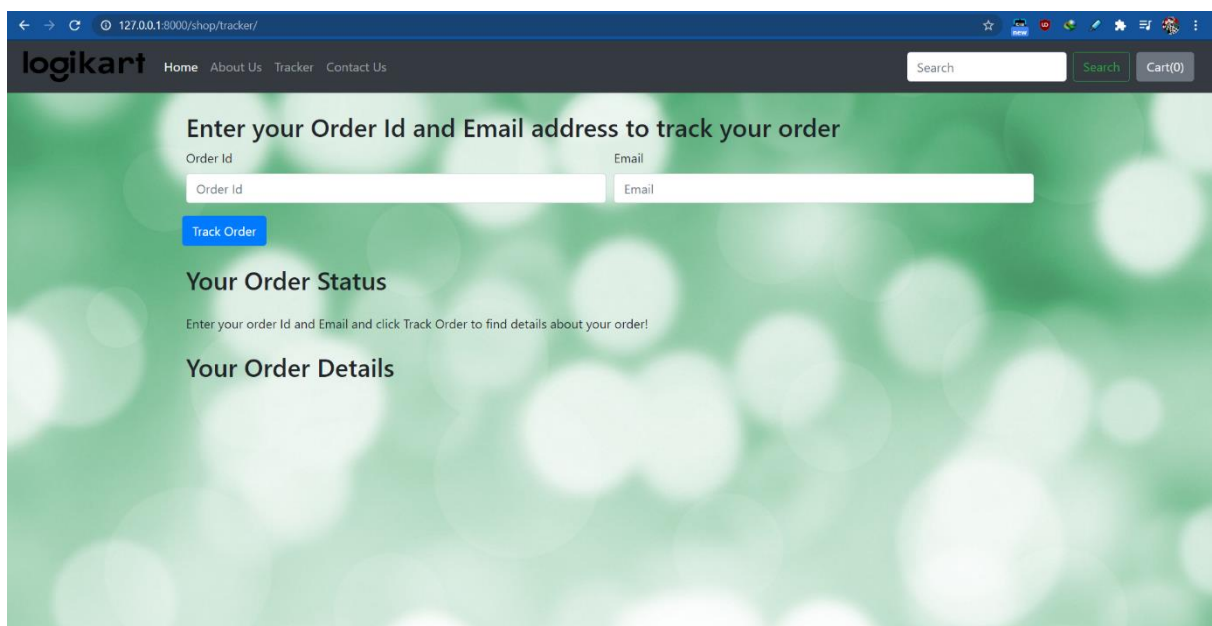 127.0.0.1:8000/shop/tracker/
new
logikart Home About Us Tracker Contact Us Search Search Cart(0)
Enter your Order Id and Email address to track your order
Order Id Email
Order Id Email
Track Order
Your Order Status
Enter your order Id and Email and click Track Order to find details about your order!
Your Order Details